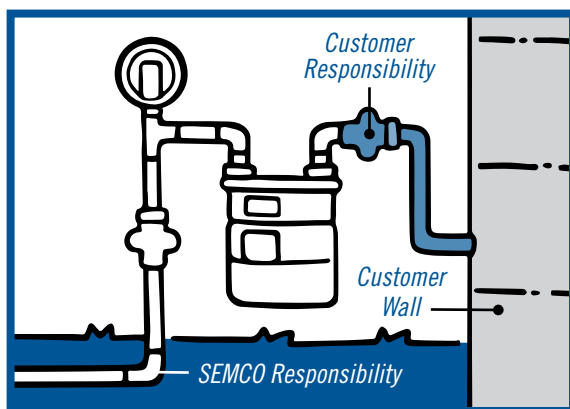 Customer
Responsibility
Customer
Wall
SEMCO Responsibility